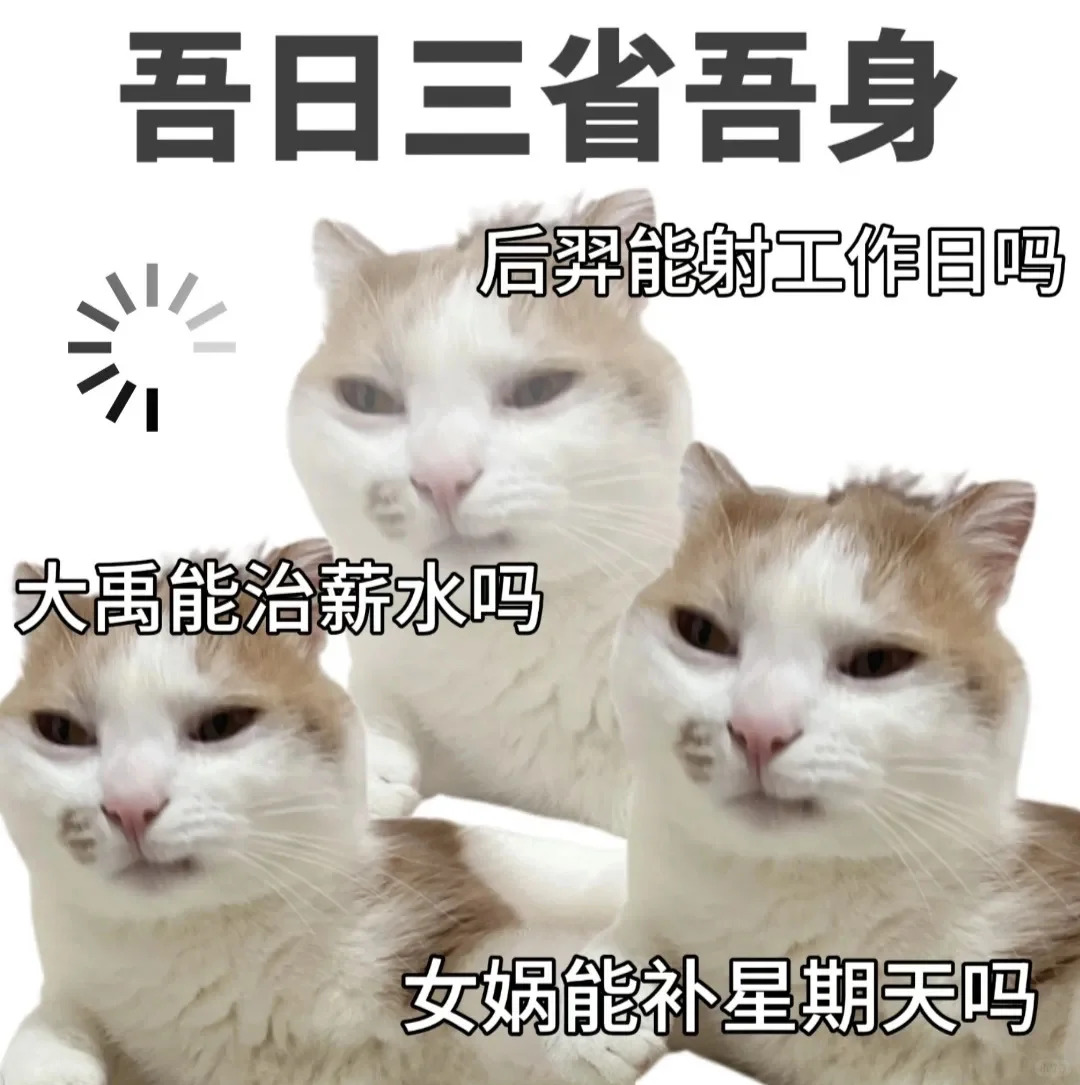 吾日三省吾身
后羿能射工作日吗
大禹能治薪水吗
女娲能补星期天吗